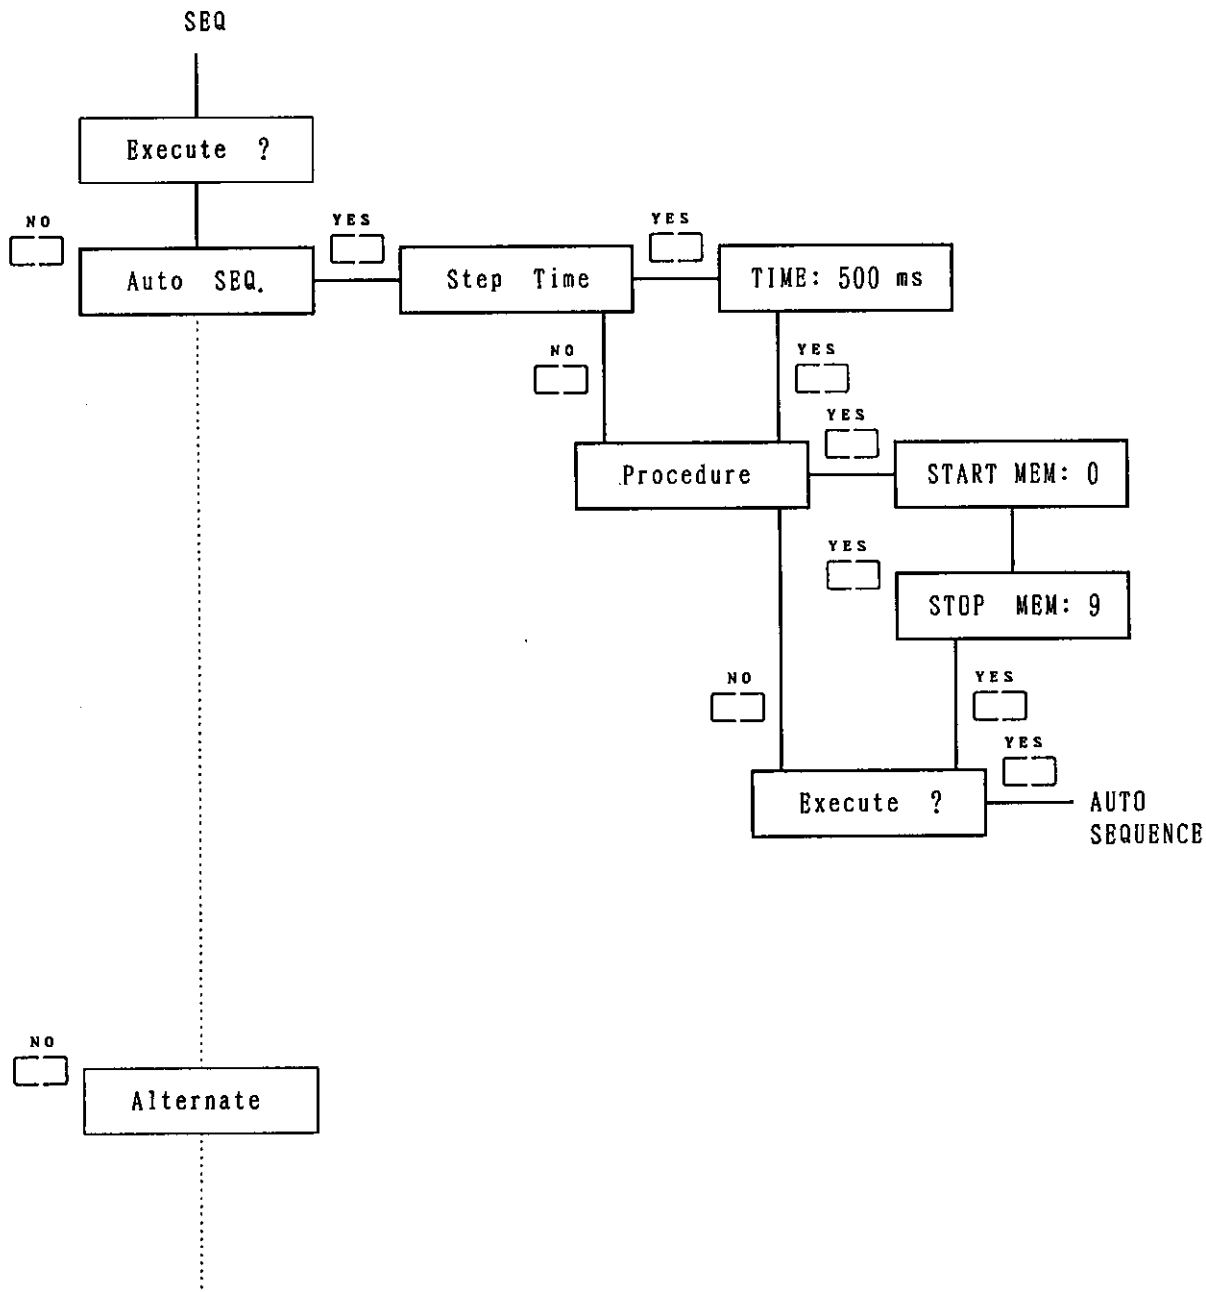 SEQ
Execute ?
NO
YES
YES
Auto SEQ.
Step Time
TIME: 500 ms
NO
YES
YES
Procedure
START MEM: 0
YES
STOP MEM: 9
NO
YES
YES
Execute ?
AUTO
SEQUENCE
NO
Alternate